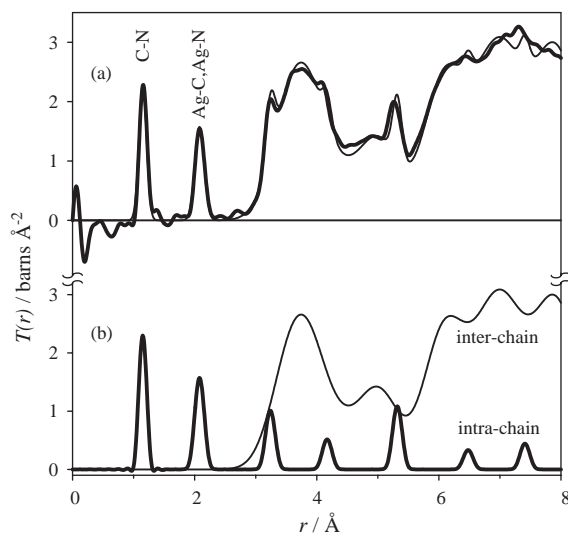 C-N
Ag-C,Ag-N
(a)
3
2
1
0
T(r) / barns Å-2
(b)
3
2
1
0
inter-chain
intra-chain
0 2 4 6 8
r / Å